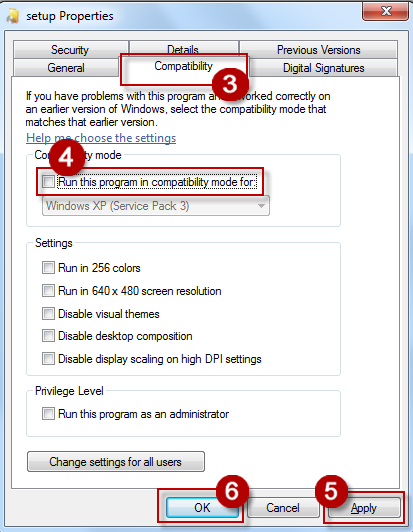 setup Properties
Security Details Previous Versions
General Compatibility Digital Signatures
3
If you have problems with this program an rked correctly on
an earlier version of Windows, select the compatibility mode that
matches that earlier version.
Help me choose the settings
4
Co y mode
Run this program in compatibility mode for:
Windows XP (Service Pack 3)
Settings
Run in 256 colors
Run in 640 x 480 screen resolution
Disable visual themes
Disable desktop composition
Disable display scaling on high DPI settings
Privilege Level
Run this program as an administrator
Change settings for all users
6 5
OK Cancel Apply